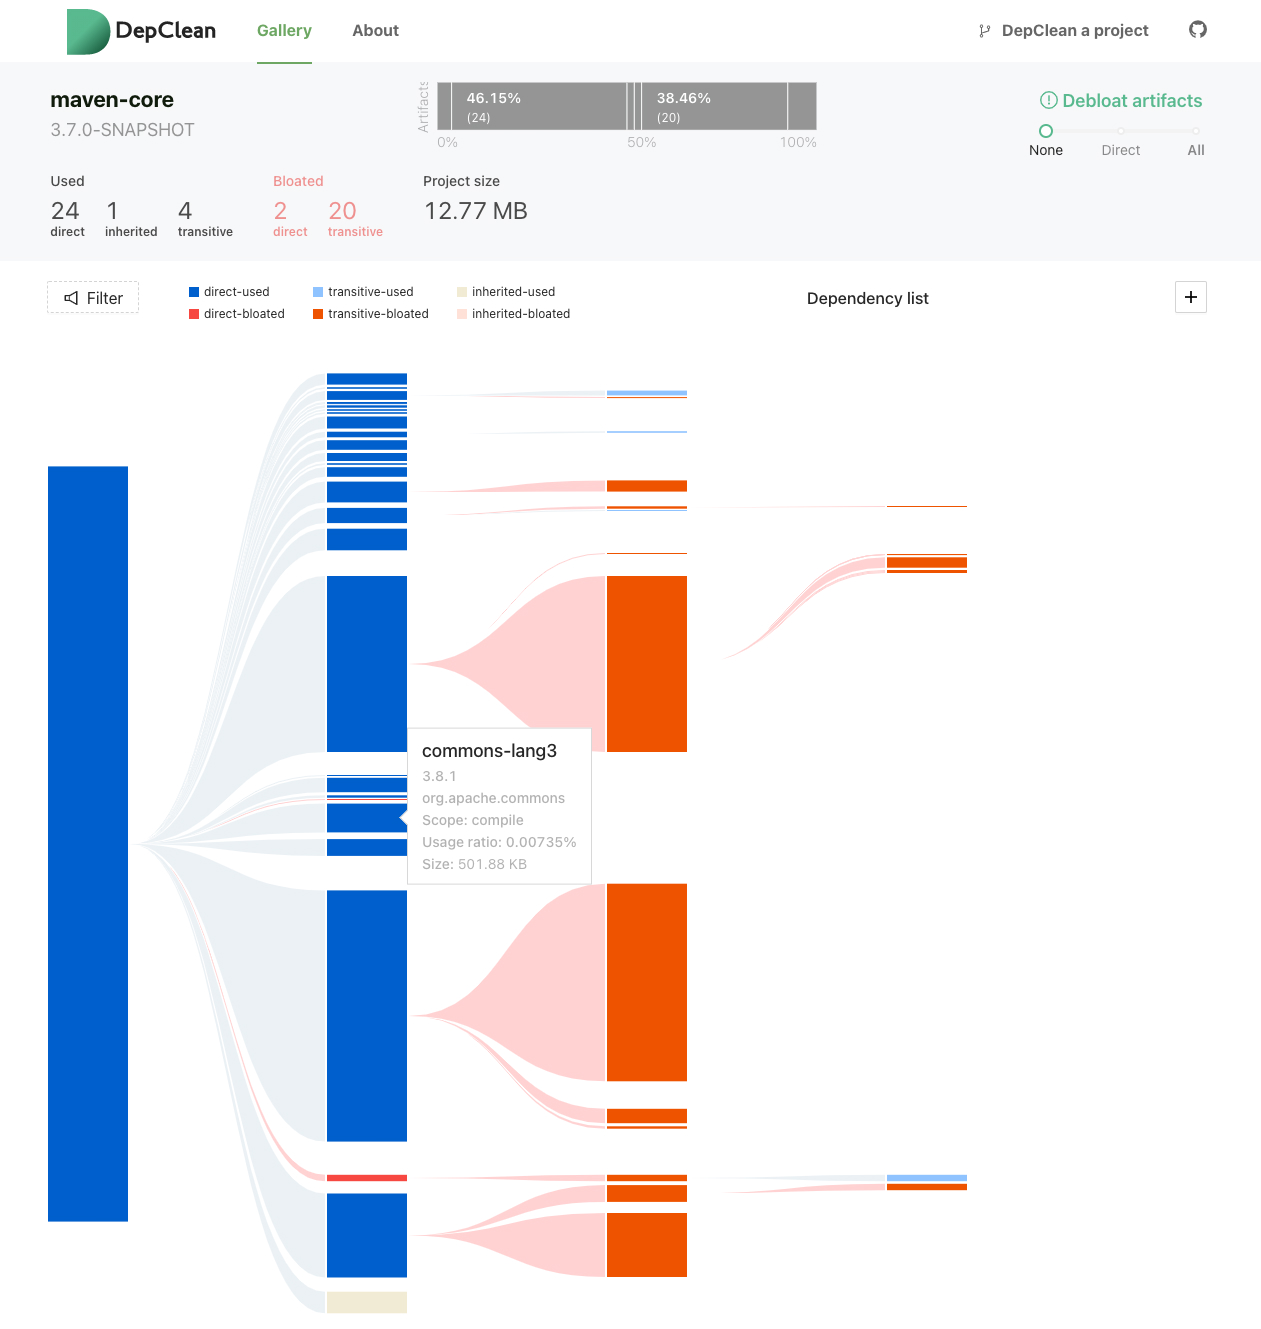 DepClean
Gallery
About
DepClean a project
maven-core
3.7.0-SNAPSHOT
Artifacts
46.15%
(24)
38.46%
(20)
0%
50%
100%
Debloat artifacts
None
Direct
All
Used
24
1
4
direct
inherited
transitive
Bloated
2
20
direct
transitive
Project size
12.77 MB
Filter
direct-used
transitive-used
inherited-used
direct-bloated
transitive-bloated
inherited-bloated
Dependency list
+
commons-lang3
3.8.1
org.apache.commons
Scope: compile
Usage ratio: 0.00735%
Size: 501.88 KB